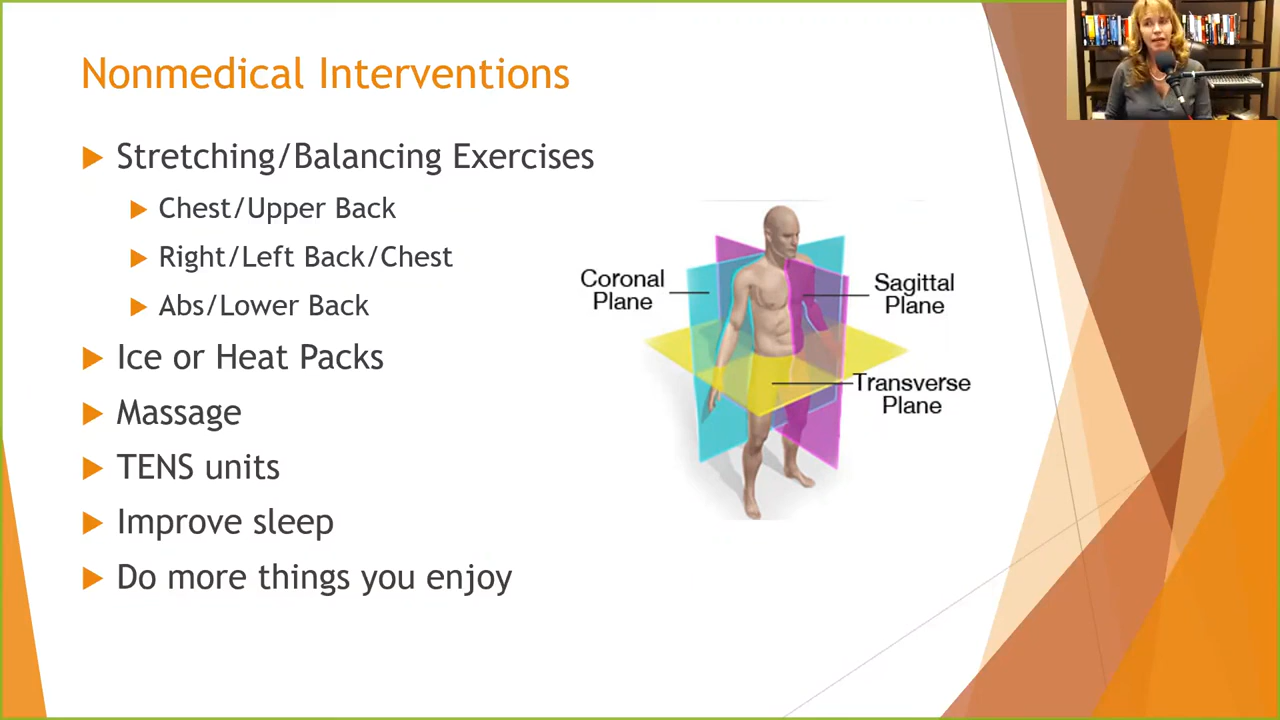 Nonmedical Interventions
Stretching/Balancing Exercises
Chest/Upper Back
Right/Left Back/Chest
Abs/Lower Back
Ice or Heat Packs
Massage
TENS units
Improve sleep
Do more things you enjoy
Coronal
Plane
Sagittal
Plane
Transverse
Plane